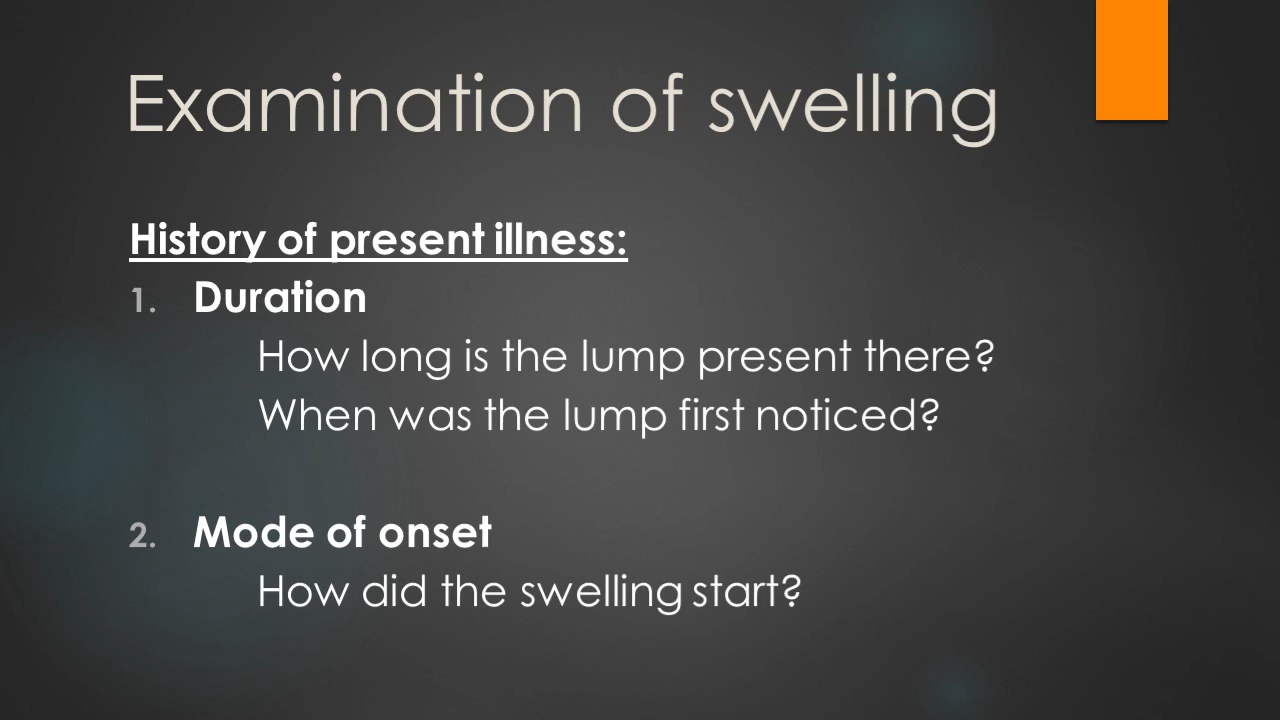 Examination of swelling
History of present illness:
1. Duration
How long is the lump present there?
When was the lump first noticed?
2. Mode of onset
How did the swelling start?